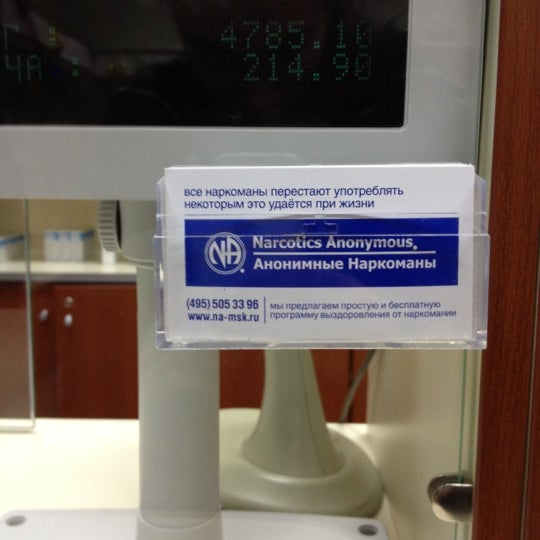 : 4785.10
ЧА : 214.90
все наркоманы перестают употреблять
некоторым это удаётся при жизни
NA
Narcotics Anonymous.
Анонимные Наркоманы
(495) 505 33 96
www.na-msk.ru
мы предлагаем простую и бесплатную
программу выздоровления от наркомании